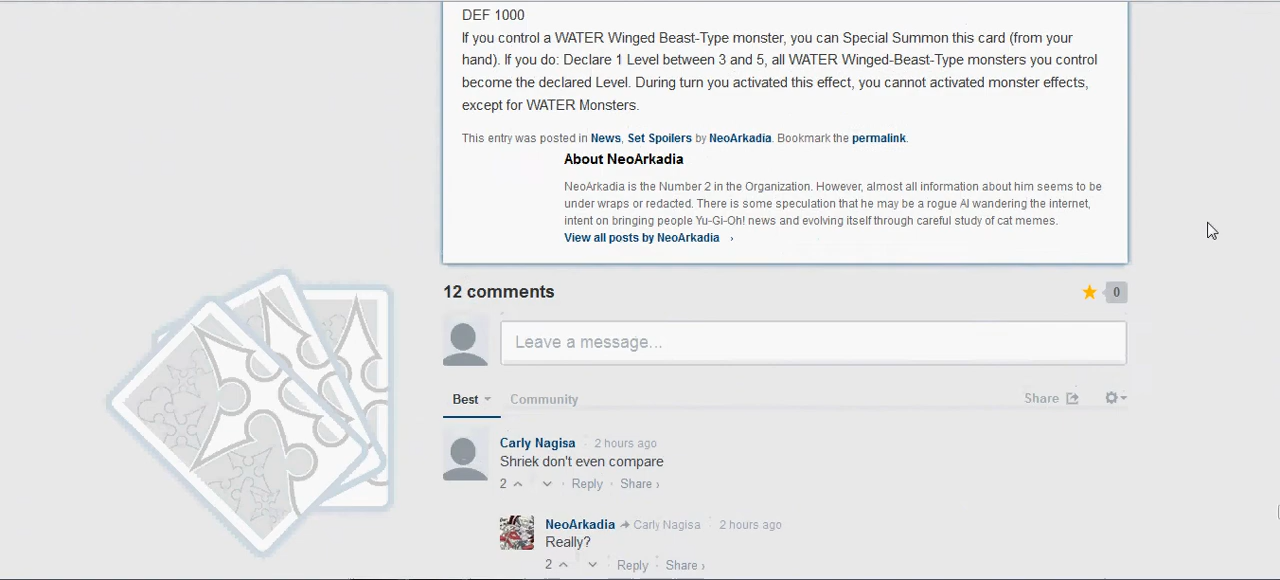 DEF 1000
If you control a WATER Winged Beast-Type monster, you can Special Summon this card (from your
hand). If you do: Declare 1 Level between 3 and 5, all WATER Winged-Beast-Type monsters you control
become the declared Level. During turn you activated this effect, you cannot activated monster effects,
except for WATER Monsters.
This entry was posted in News, Set Spoilers by NeoArkadia. Bookmark the permalink.
About NeoArkadia
NeoArkadia is the Number 2 in the Organization. However, almost all information about him seems to be
under wraps or redacted. There is some speculation that he may be a rogue AI wandering the internet,
intent on bringing people Yu-Gi-Oh! news and evolving itself through careful study of cat memes.
View all posts by NeoArkadia ›
12 comments
0
Leave a message...
Best Community Share
Carly Nagisa · 2 hours ago
Shriek don't even compare
2 · Reply · Share ›
NeoArkadia Carly Nagisa · 2 hours ago
Really?
2 · Reply · Share ›